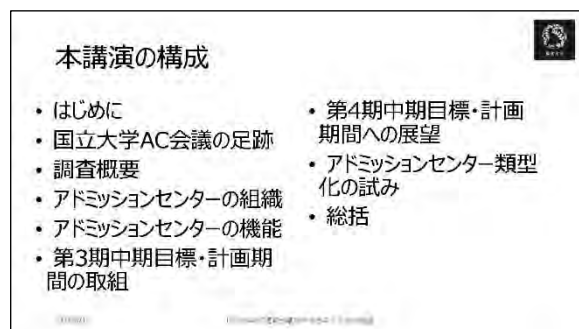 本講演の構成
• はじめに
• 国立大学AC会議の足跡
• 調査概要
• アドミッションセンターの組織
• アドミッションセンターの機能
• 第3期中期目標・計画期
間の取組
• 第4期中期目標・計画
期間への展望
• アドミッションセンター類型
化の試み
• 総括